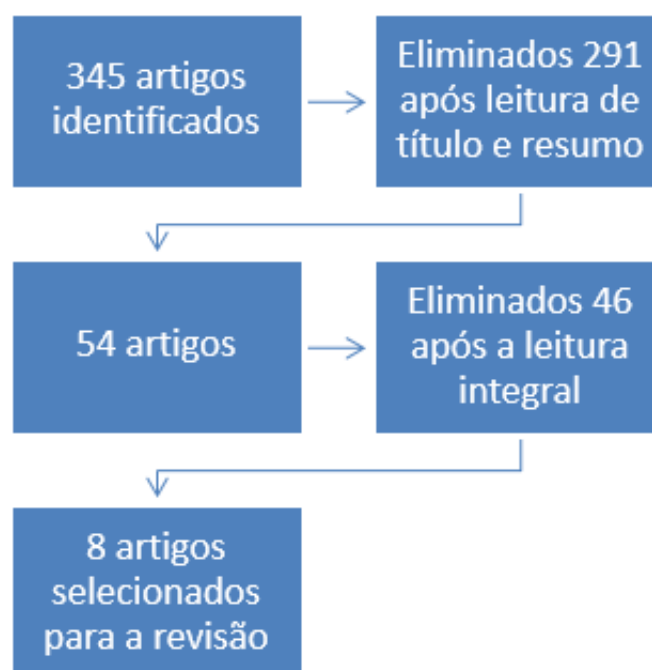 345 artigos
identificados
Eliminados 291
após leitura de
título e resumo
54 artigos
Eliminados 46
após a leitura
integral
8 artigos
selecionados
para a revisão